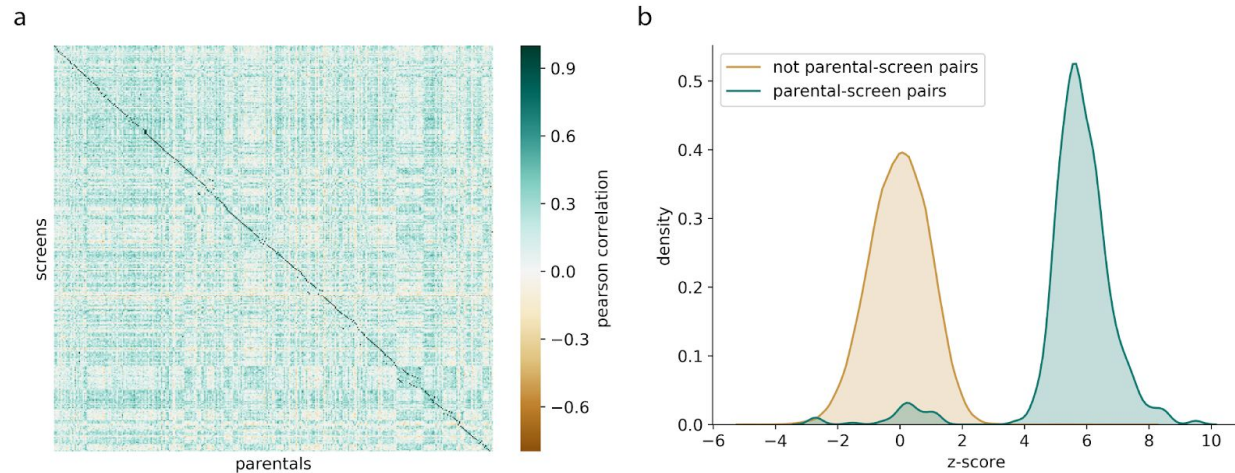 a
screens
parentals
0.9
0.6
0.3
0.0
−0.3
−0.6
pearson correlation
b
not parental-screen pairs
parental-screen pairs
density
0.5
0.4
0.3
0.2
0.1
0.0
−6 −4 −2 0 2 4 6 8 10
z-score